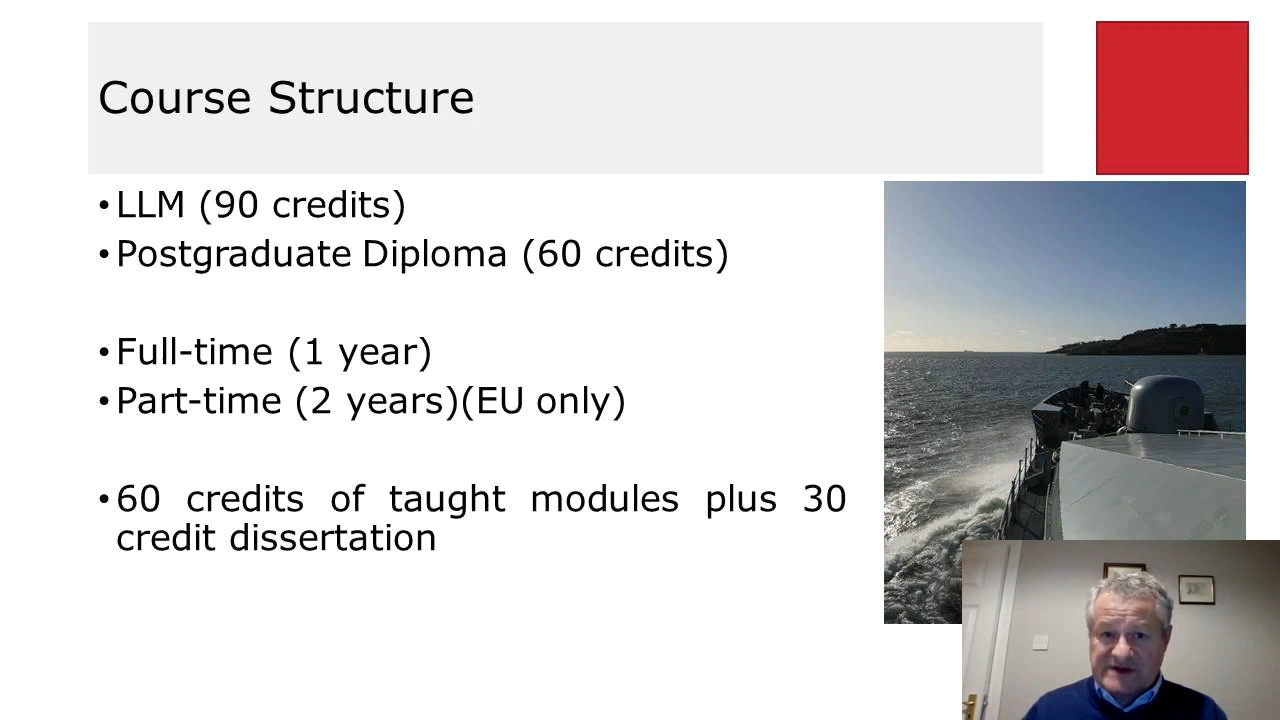 Course Structure
•LLM (90 credits)
•Postgraduate Diploma (60 credits)
•Full-time (1 year)
•Part-time (2 years)(EU only)
•60 credits of taught modules plus 30
credit dissertation